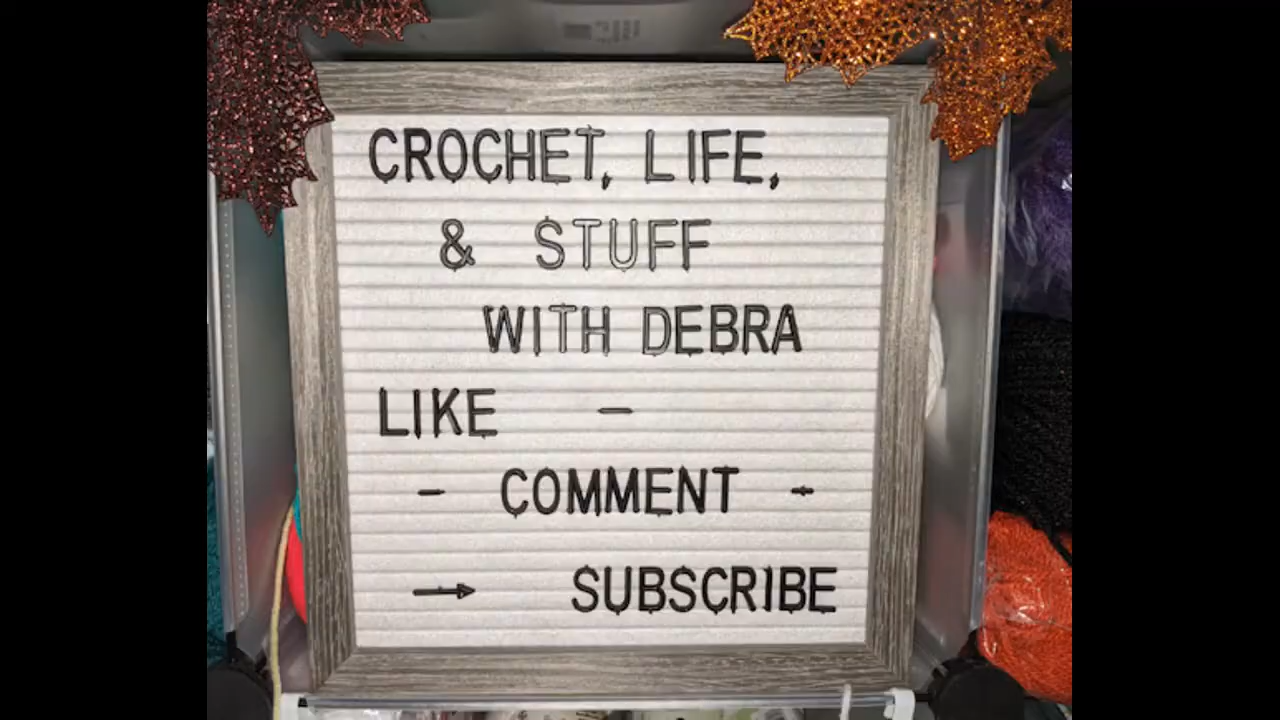 CROCHET, LIFE,
& STUFF
WITH DEBRA
LIKE -
- COMMENT -
→ SUBSCRIBE